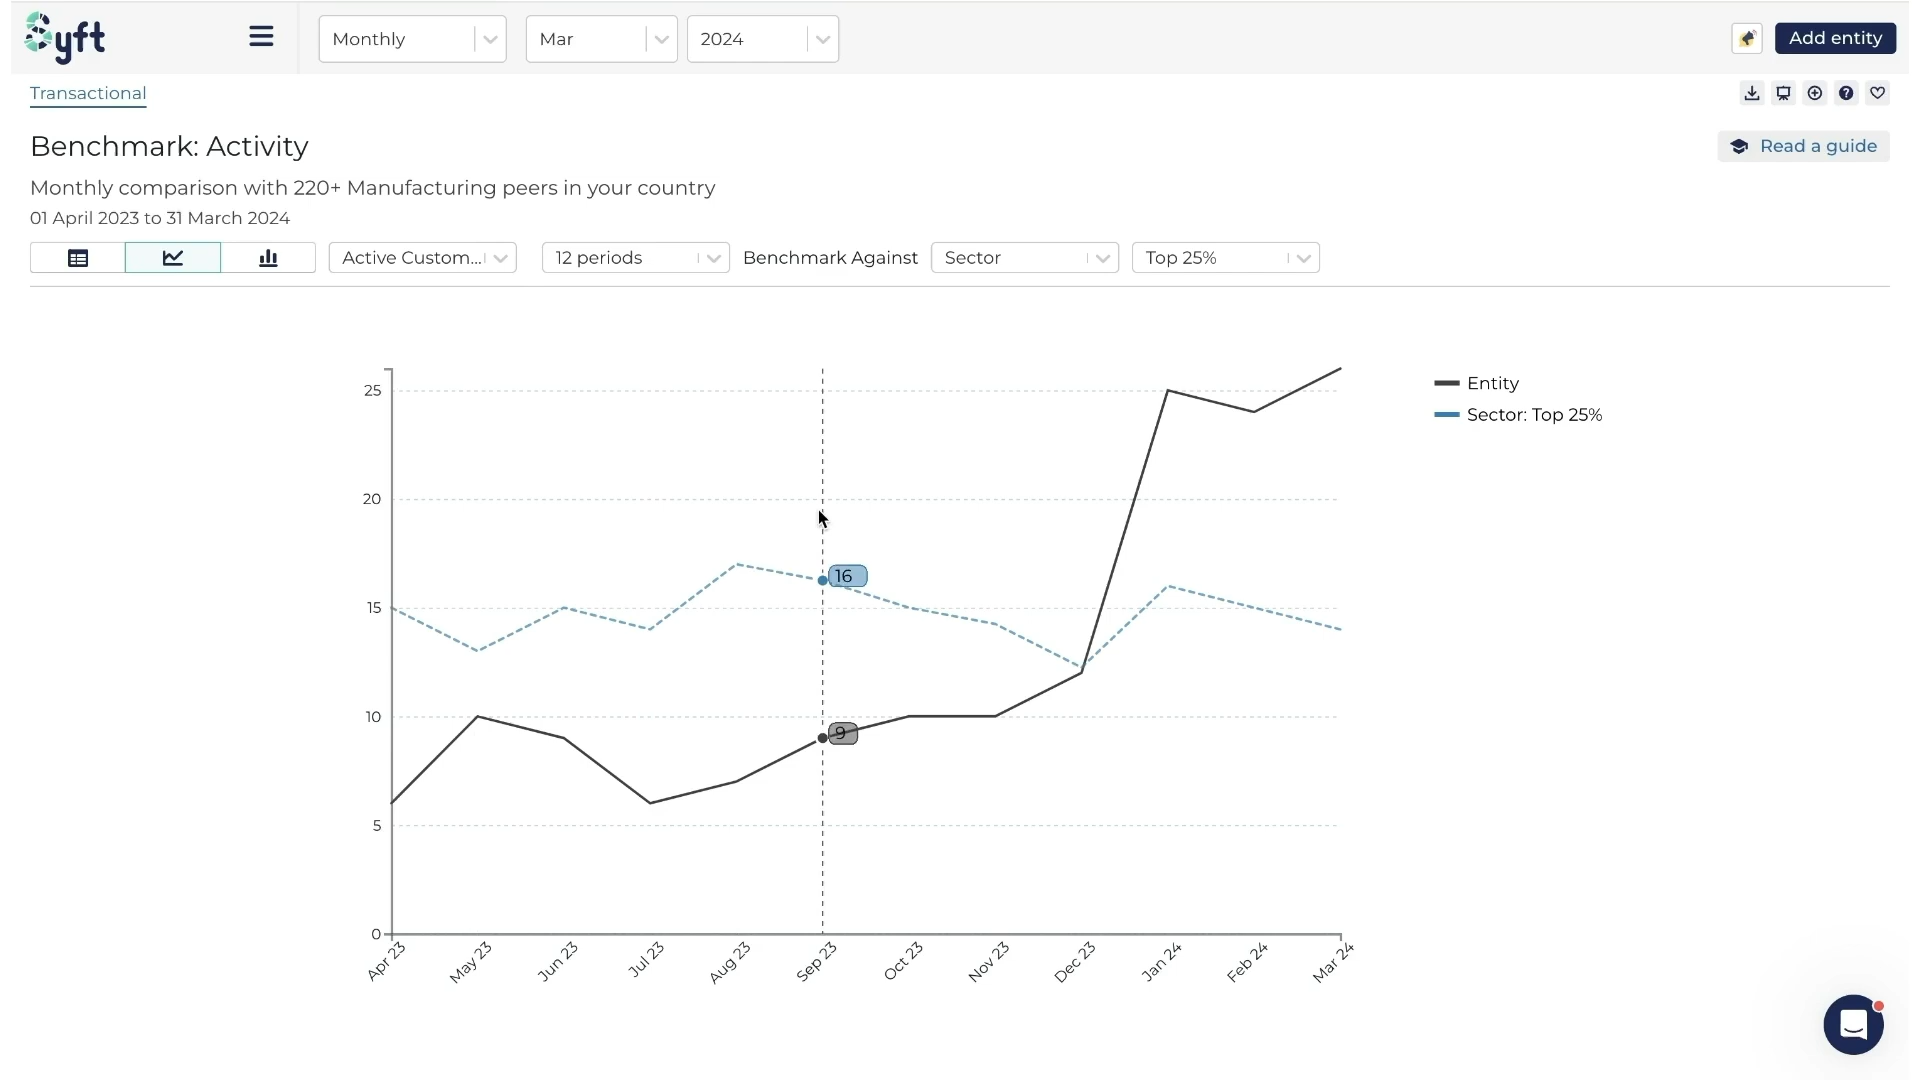 Syft
Monthly
Mar
2024
Add entity
Transactional
Benchmark: Activity
Read a guide
Monthly comparison with 220+ Manufacturing peers in your country
01 April 2023 to 31 March 2024
Active Custom...
12 periods
Benchmark Against
Sector
Top 25%
25
20
15
10
5
0
16
9
Entity
Sector: Top 25%
Apr 23
May 23
Jun 23
Jul 23
Aug 23
Sep 23
Oct 23
Nov 23
Dec 23
Jan 24
Feb 24
Mar 24